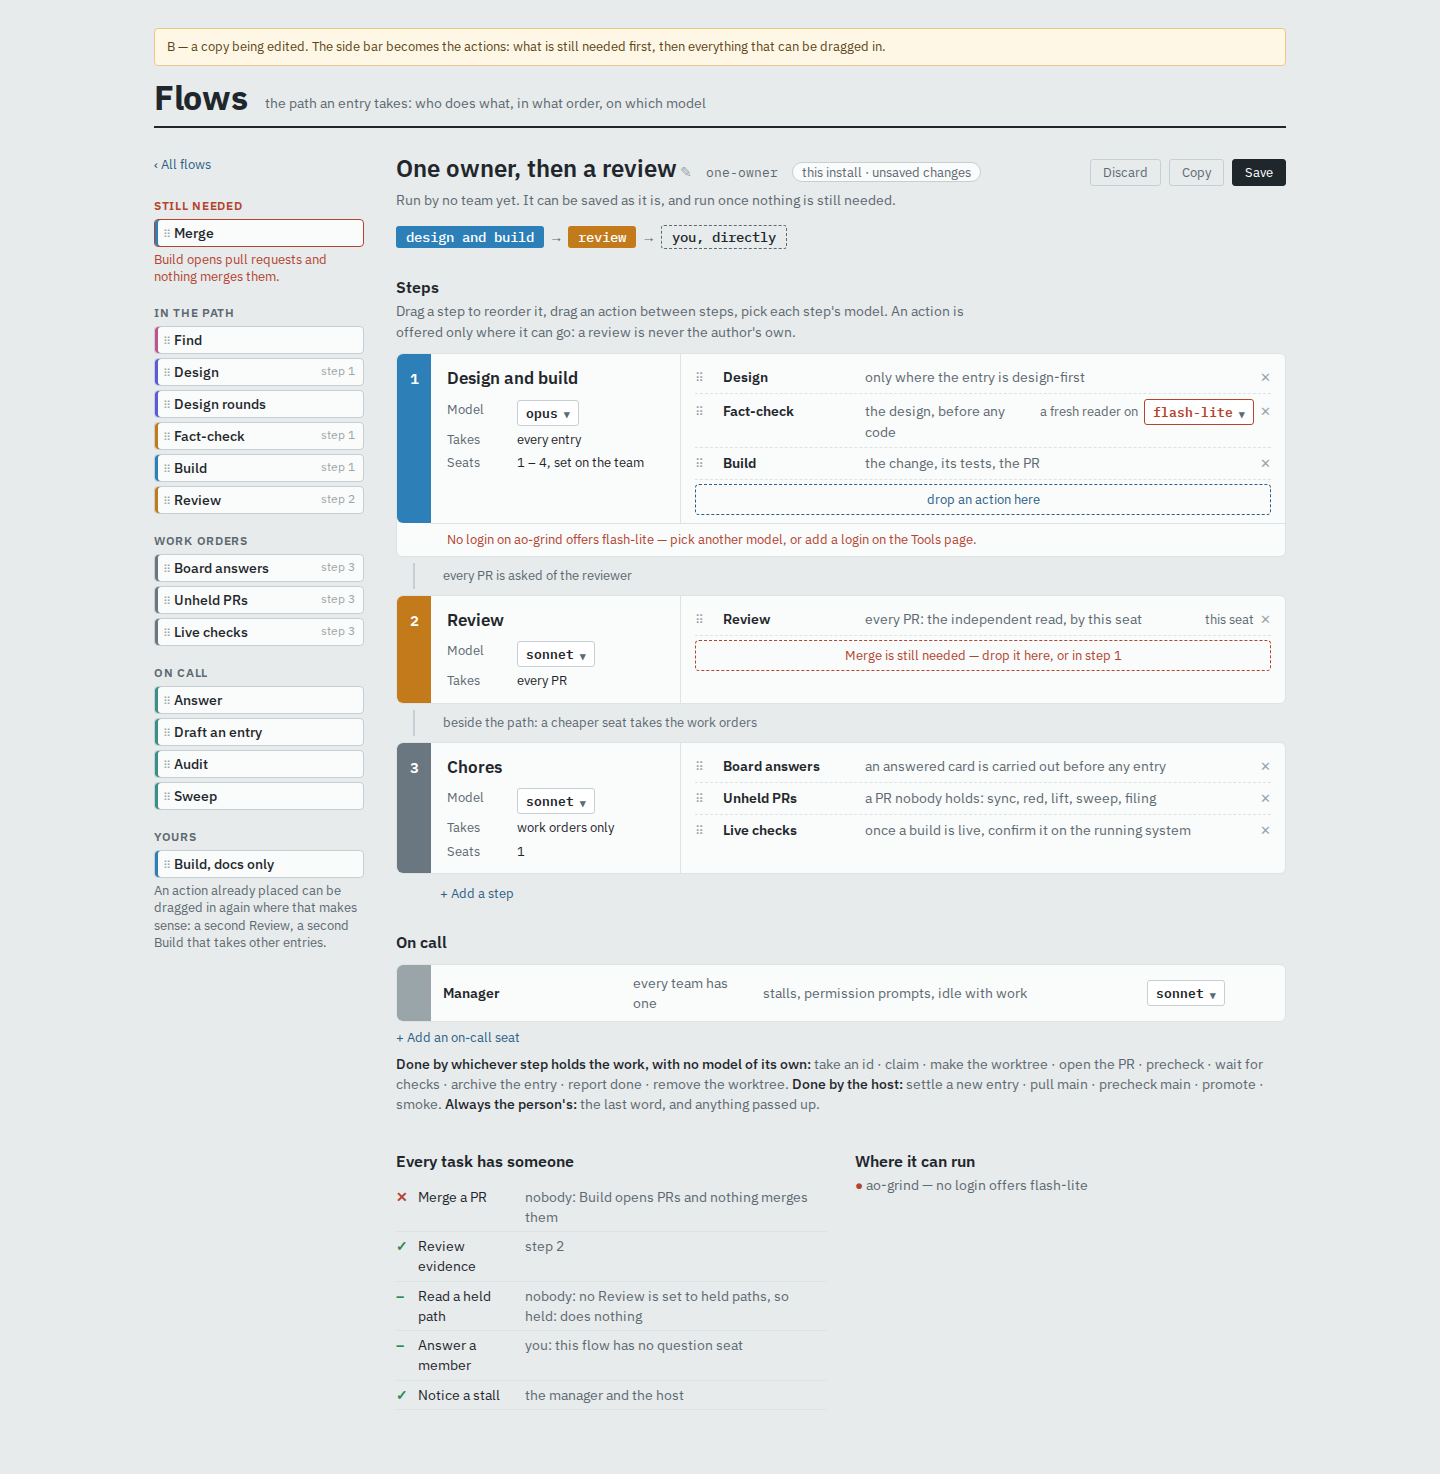 B — a copy being edited. The side bar becomes the actions: what is still needed first, then everything that can be dragged in.
Flows
the path an entry takes: who does what, in what order, on which model
‹ All flows
STILL NEEDED
Merge
Build opens pull requests and
nothing merges them.
IN THE PATH
Find
Design step 1
Design rounds
Fact-check step 1
Build step 1
Review step 2
WORK ORDERS
Board answers step 3
Unheld PRs step 3
Live checks step 3
ON CALL
Answer
Draft an entry
Audit
Sweep
YOURS
Build, docs only
An action already placed can be
dragged in again where that makes
sense: a second Review, a second
Build that takes other entries.
One owner, then a review ✎ one-owner this install · unsaved changes
Discard Copy Save
Run by no team yet. It can be saved as it is, and run once nothing is still needed.
design and build → review → you, directly
Steps
Drag a step to reorder it, drag an action between steps, pick each step's model. An action is
offered only where it can go: a review is never the author's own.
1
Design and build
Model opus ▾
Takes every entry
Seats 1 – 4, set on the team
Design only where the entry is design-first ✕
Fact-check the design, before any
code
a fresh reader on flash-lite ▾ ✕
Build the change, its tests, the PR ✕
drop an action here
No login on ao-grind offers flash-lite — pick another model, or add a login on the Tools page.
every PR is asked of the reviewer
2
Review
Model sonnet ▾
Takes every PR
Review every PR: the independent read, by this seat this seat ✕
Merge is still needed — drop it here, or in step 1
beside the path: a cheaper seat takes the work orders
3
Chores
Model sonnet ▾
Takes work orders only
Seats 1
Board answers an answered card is carried out before any entry ✕
Unheld PRs a PR nobody holds: sync, red, lift, sweep, filing ✕
Live checks once a build is live, confirm it on the running system ✕
+ Add a step
On call
Manager
every team has
one
stalls, permission prompts, idle with work
sonnet ▾
+ Add an on-call seat
Done by whichever step holds the work, with no model of its own: take an id · claim · make the worktree · open the PR · precheck · wait for
checks · archive the entry · report done · remove the worktree. Done by the host: settle a new entry · pull main · precheck main · promote ·
smoke. Always the person's: the last word, and anything passed up.
Every task has someone
✕ Merge a PR nobody: Build opens PRs and nothing merges
them
✓ Review
evidence
step 2
– Read a held
path
nobody: no Review is set to held paths, so
held: does nothing
– Answer a
member
you: this flow has no question seat
✓ Notice a stall the manager and the host
Where it can run
● ao-grind — no login offers flash-lite